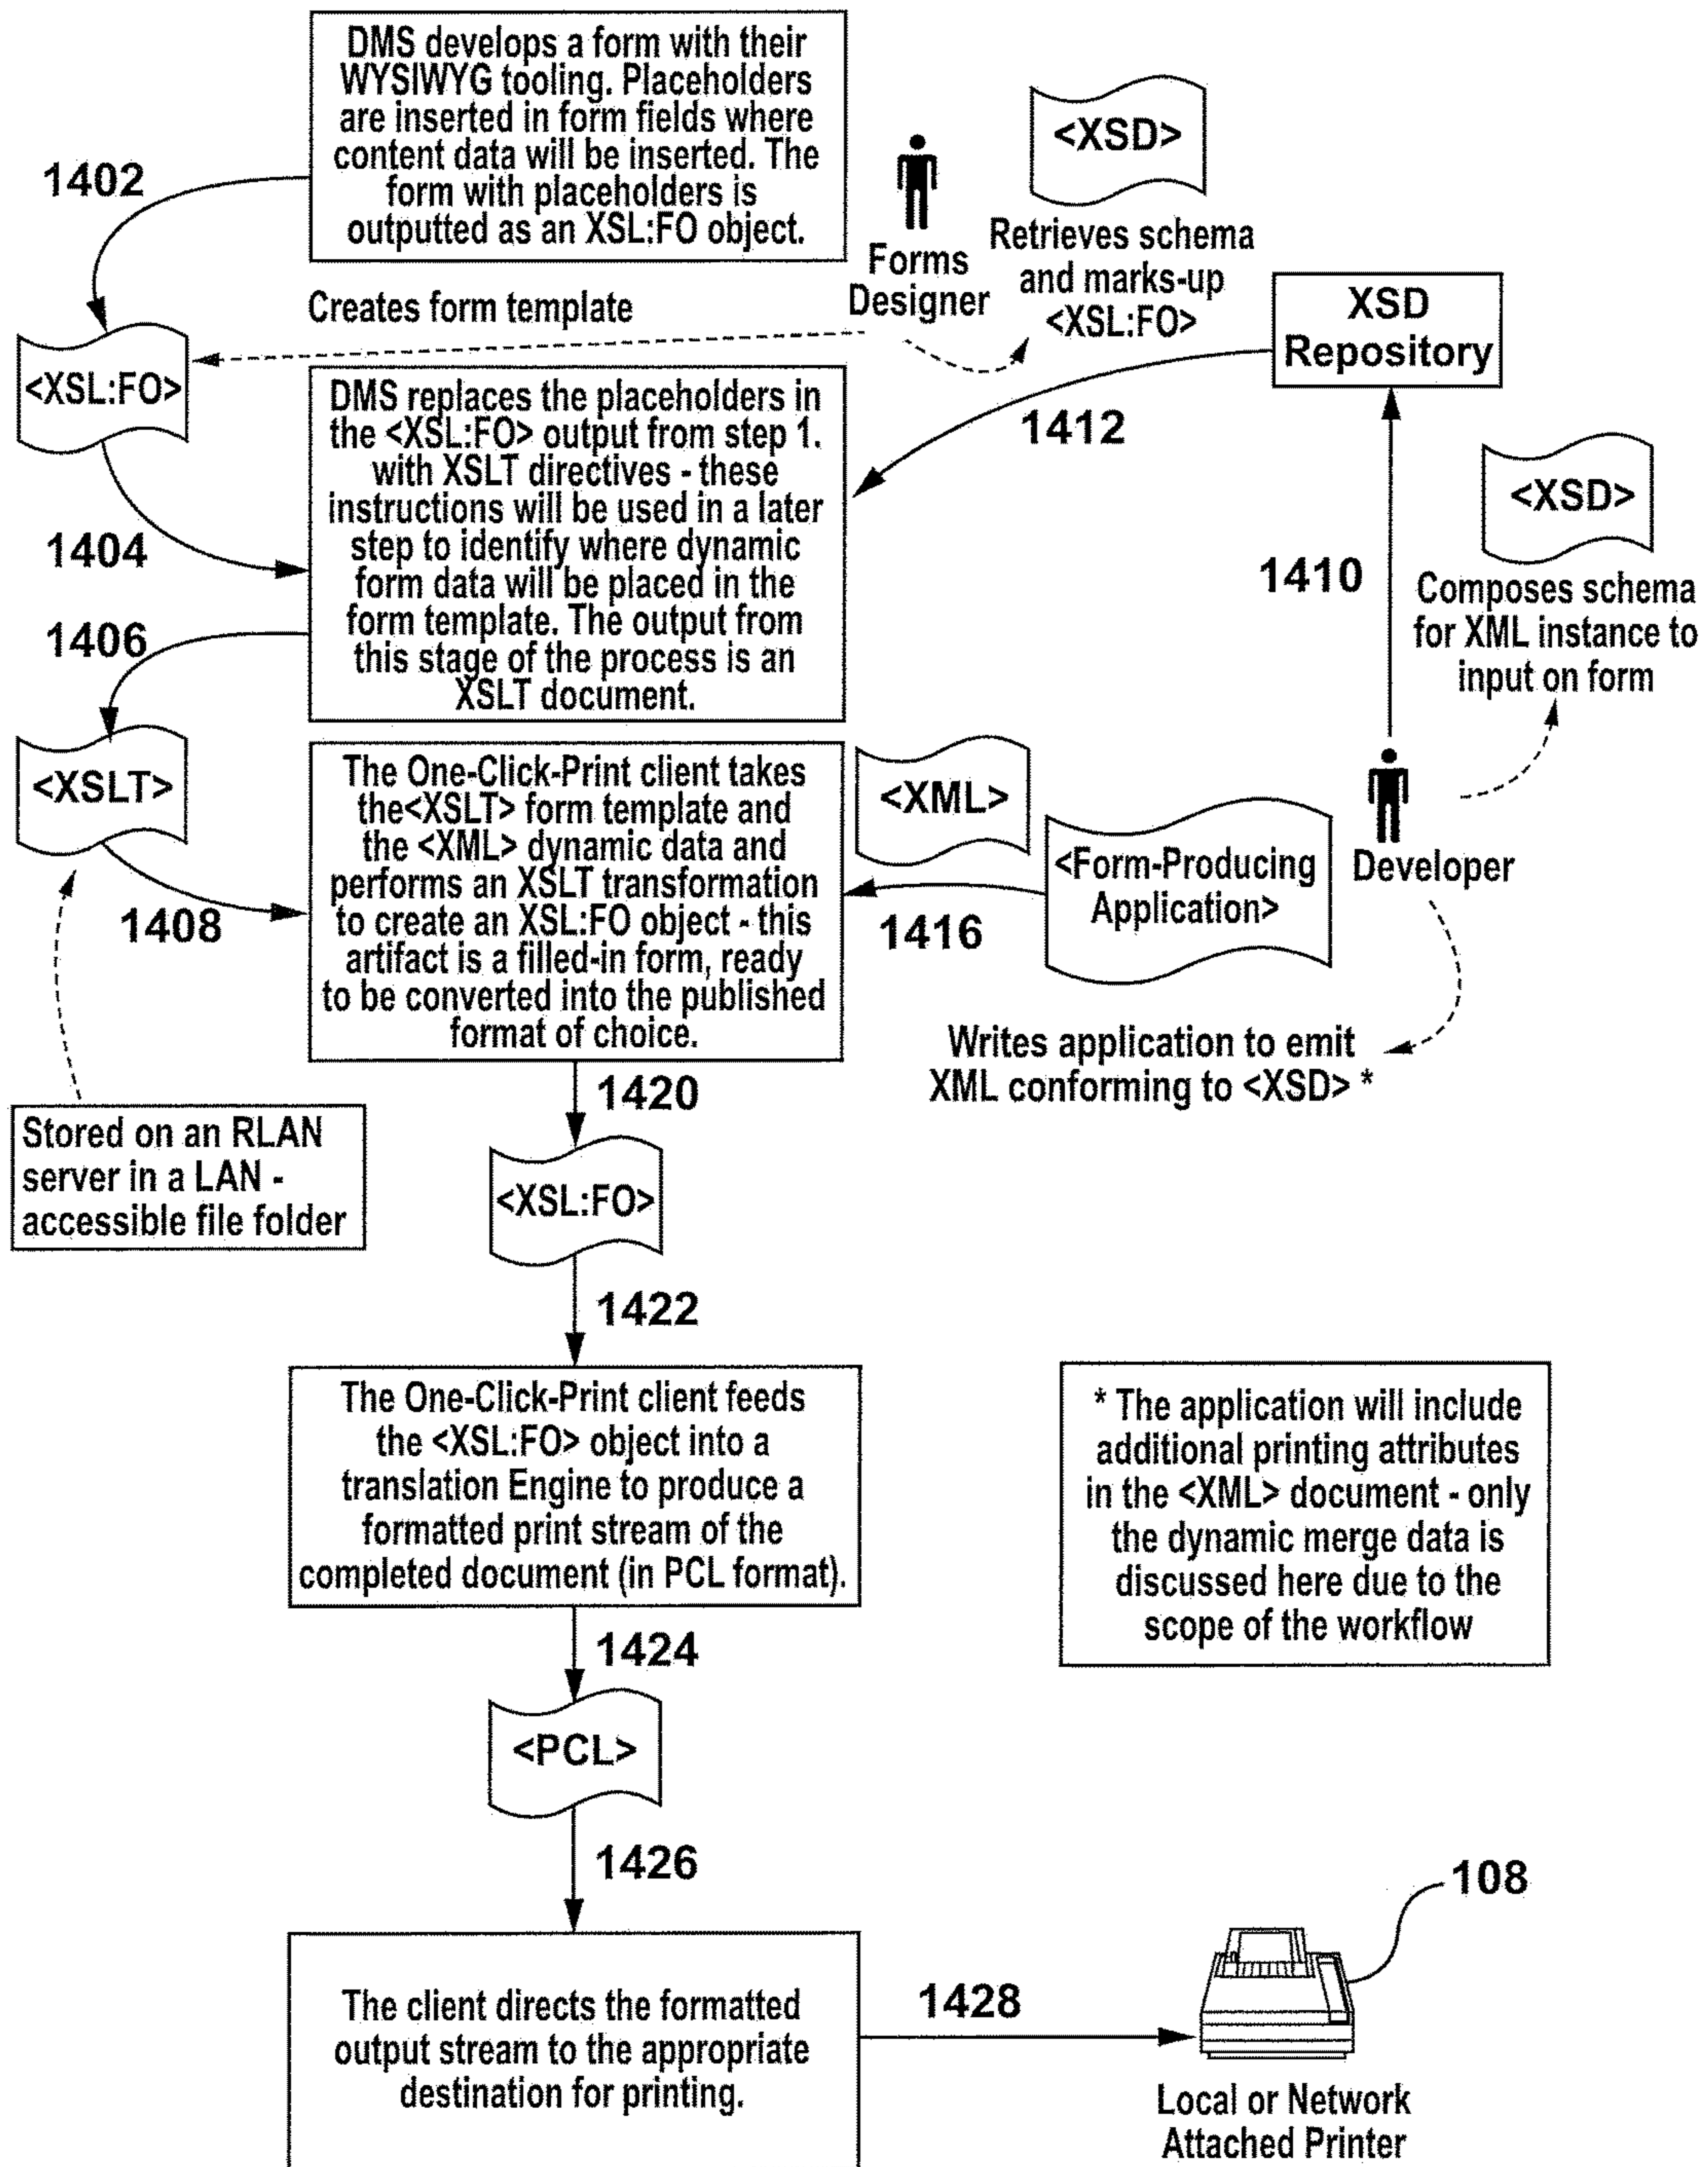 DMS develops a form with their
WYSIWYG tooling. Placeholders
are inserted in form fields where
content data will be inserted. The
form with placeholders is
outputted as an XSL:FO object.
1402
<XSD>
Forms
Designer
Retrieves schema
and marks-up
<XSL:FO>
Creates form template
XSD
Repository
<XSL:FO>
DMS replaces the placeholders in
the <XSL:FO> output from step 1.
with XSLT directives - these
instructions will be used in a later
step to identify where dynamic
form data will be placed in the
form template. The output from
this stage of the process is an
XSLT document.
1412
1404
1406
1410
<XSD>
Composes schema
for XML instance to
input on form
<XSLT>
1408
The One-Click-Print client takes
the<XSLT> form template and
the <XML> dynamic data and
performs an XSLT transformation
to create an XSL:FO object - this
artifact is a filled-in form, ready
to be converted into the published
format of choice.
<XML>
1416
<Form-Producing
Application>
Developer
Writes application to emit
XML conforming to <XSD> *
1420
Stored on an RLAN
server in a LAN -
accessible file folder
<XSL:FO>
1422
The One-Click-Print client feeds
the <XSL:FO> object into a
translation Engine to produce a
formatted print stream of the
completed document (in PCL format).
* The application will include
additional printing attributes
in the <XML> document - only
the dynamic merge data is
discussed here due to the
scope of the workflow
1424
<PCL>
1426
108
The client directs the formatted
output stream to the appropriate
destination for printing.
1428
Local or Network
Attached Printer